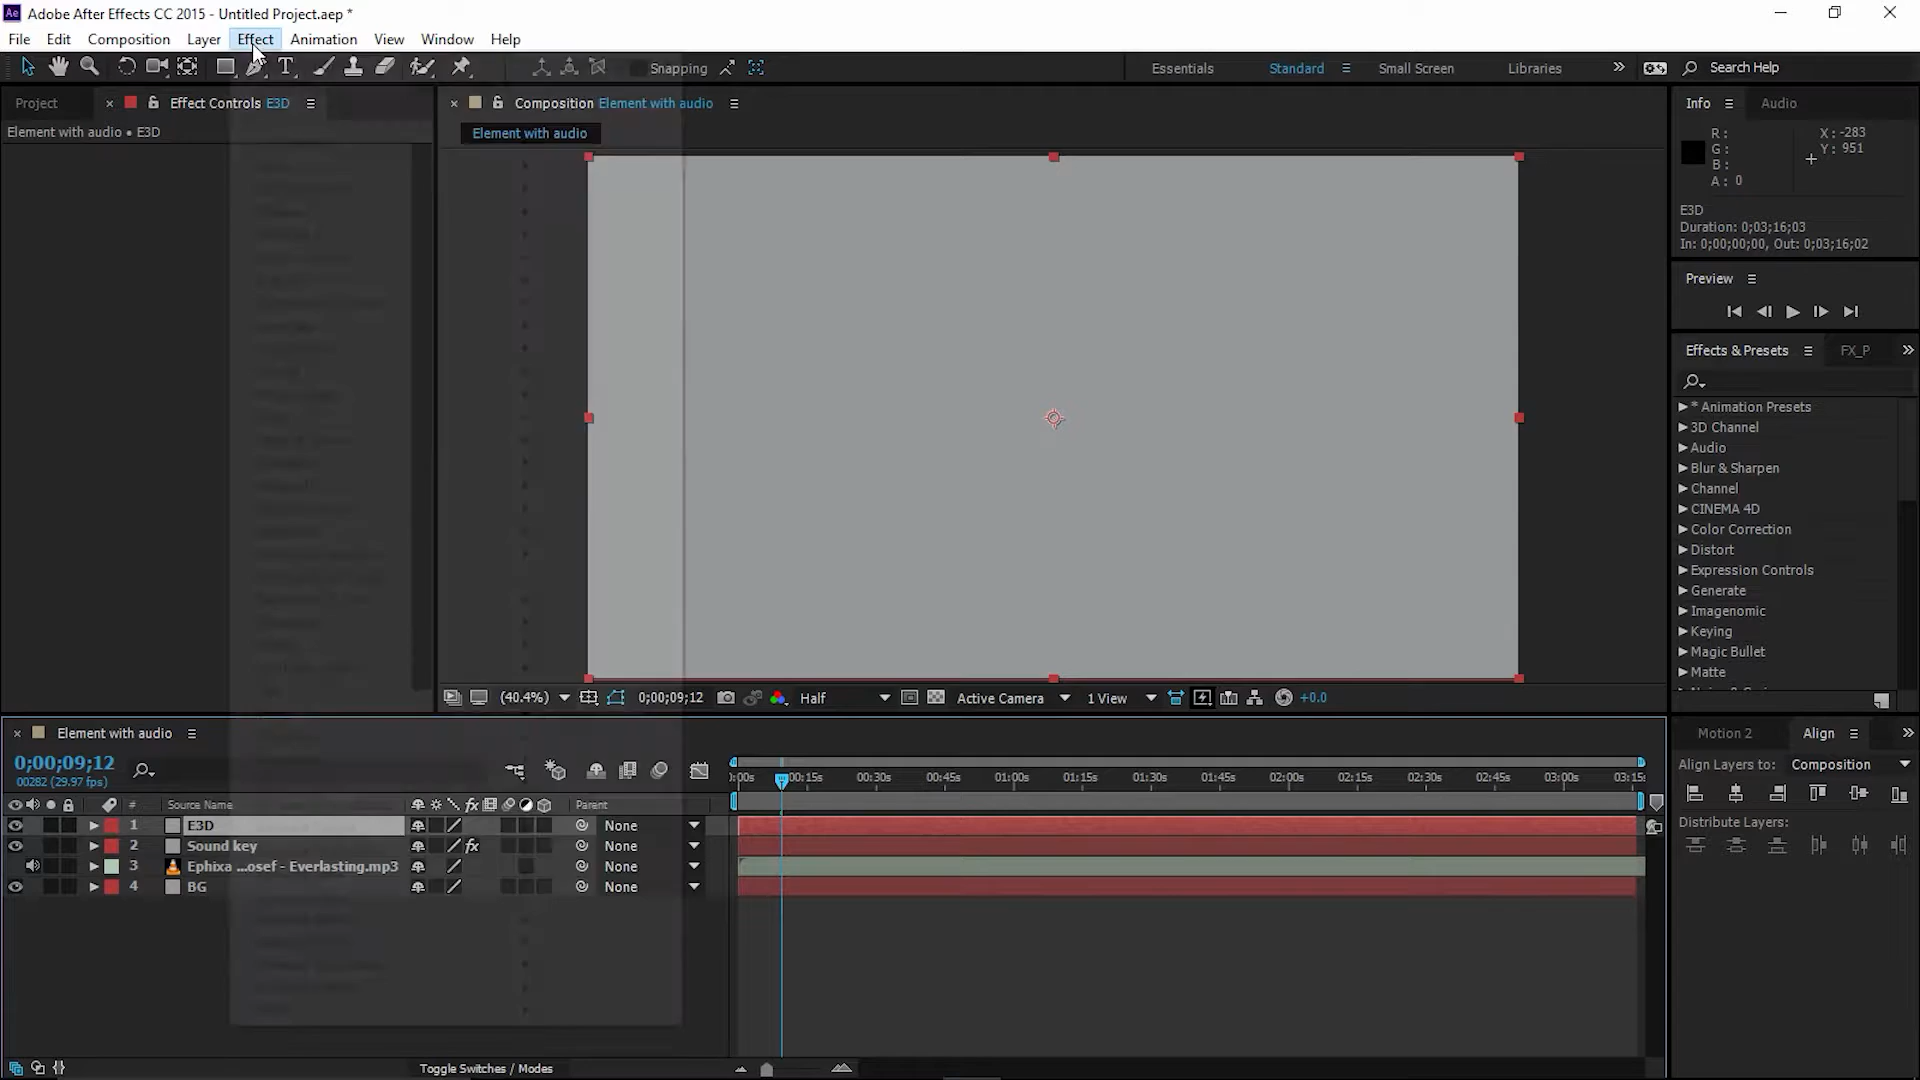 Adobe After Effects CC 2015 - Untitled Project.aep *
File Edit Composition Layer Effect Animation View Window Help
Snapping
Essentials Standard Small Screen Libraries Search Help
Project Effect Controls E3D
Composition Element with audio
Info Audio
Element with audio • E3D
Element with audio
R:
G:
B:
A: 0
X: -283
Y: 951
E3D
Duration: 0;03;16;03
In: 0;00;00;00, Out: 0;03;16;02
Preview
Effects & Presets FX_P
* Animation Presets
3D Channel
Audio
Blur & Sharpen
Channel
CINEMA 4D
Color Correction
Distort
Expression Controls
Generate
Imagenomic
Keying
Magic Bullet
Matte
(40.4%) 0;00;09;12 Half Active Camera 1 View +0.0
Element with audio
Motion 2 Align
0;00;09;12
00282 (29.97 fps)
0:00s 00:15s 00:30s 00:45s 01:00s 01:15s 01:30s 01:45s 02:00s 02:15s 02:30s 02:45s 03:00s 03:15s
Align Layers to: Composition
Distribute Layers:
# Source Name fx Parent
1 E3D None
2 Sound key fx None
3 Ephixa ...osef - Everlasting.mp3 None
4 BG None
Toggle Switches / Modes